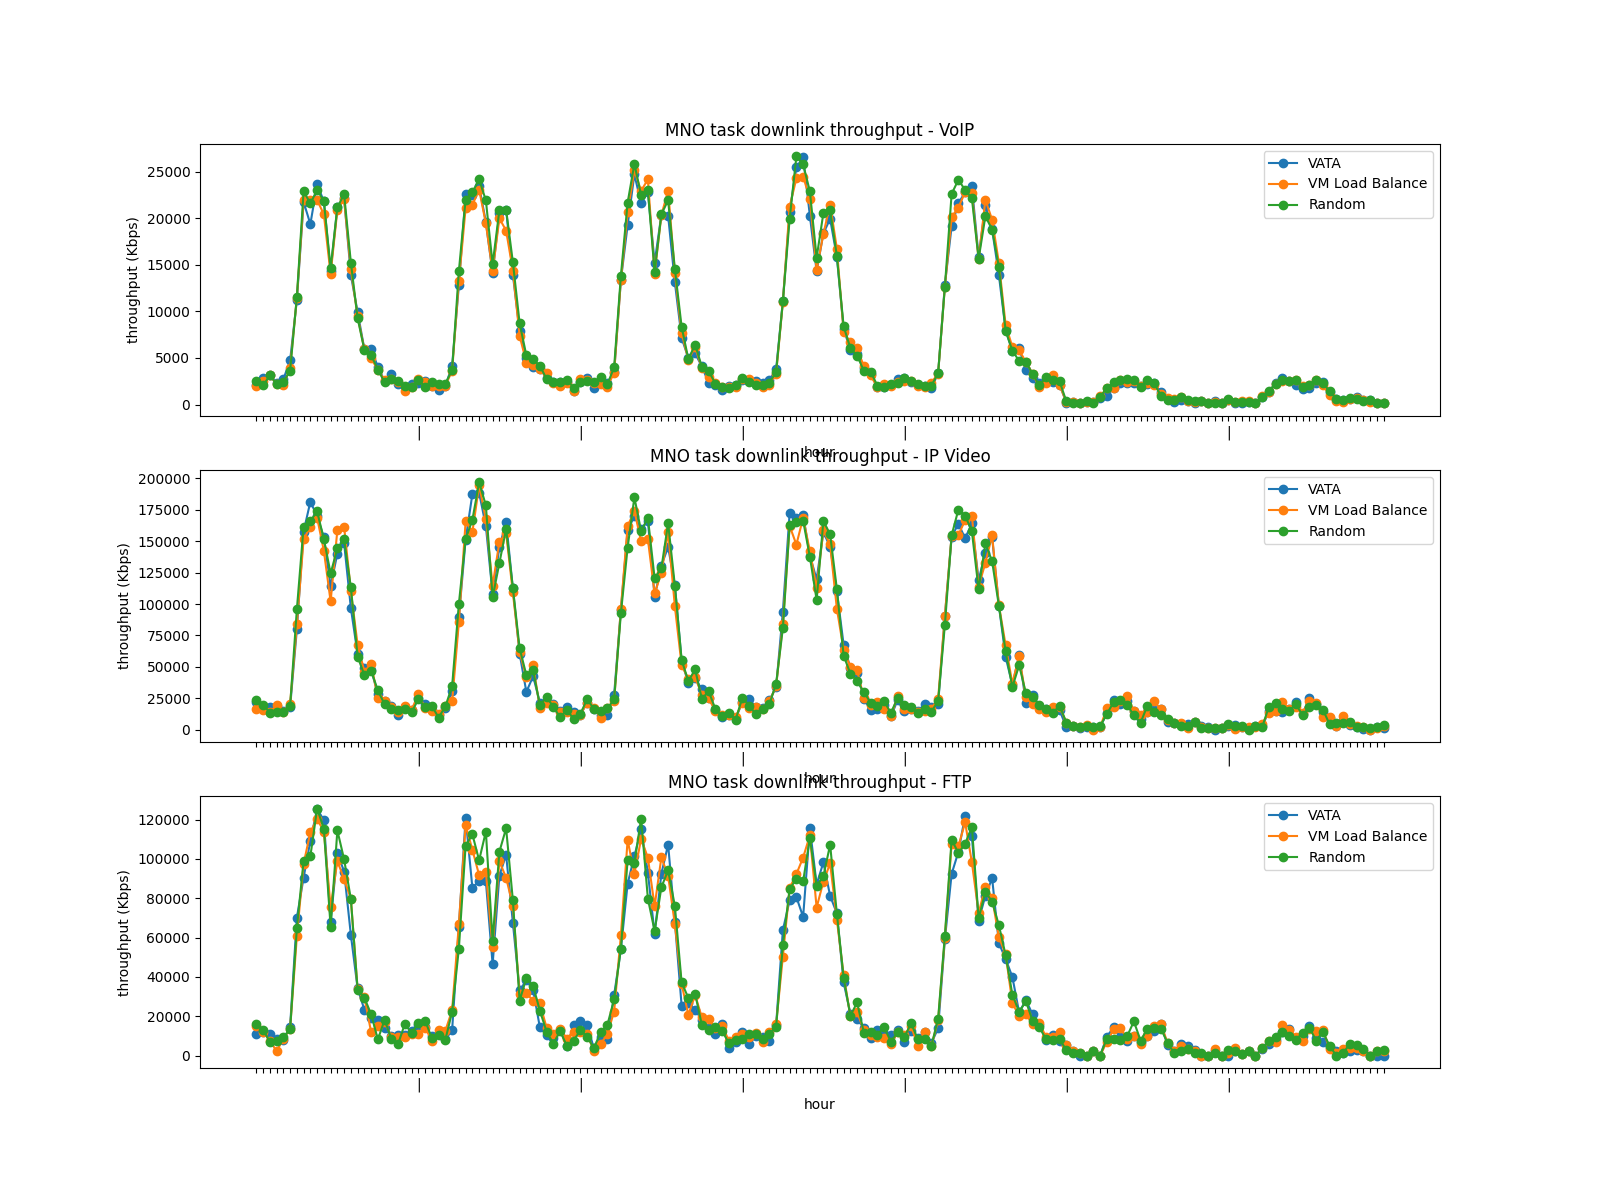 MNO task downlink throughput - VoIP
throughput (Kbps)
25000
20000
15000
10000
5000
0
VATA
VM Load Balance
Random
hour
MNO task downlink throughput - IP Video
throughput (Kbps)
200000
175000
150000
125000
100000
75000
50000
25000
0
VATA
VM Load Balance
Random
hour
MNO task downlink throughput - FTP
throughput (Kbps)
120000
100000
80000
60000
40000
20000
0
VATA
VM Load Balance
Random
hour